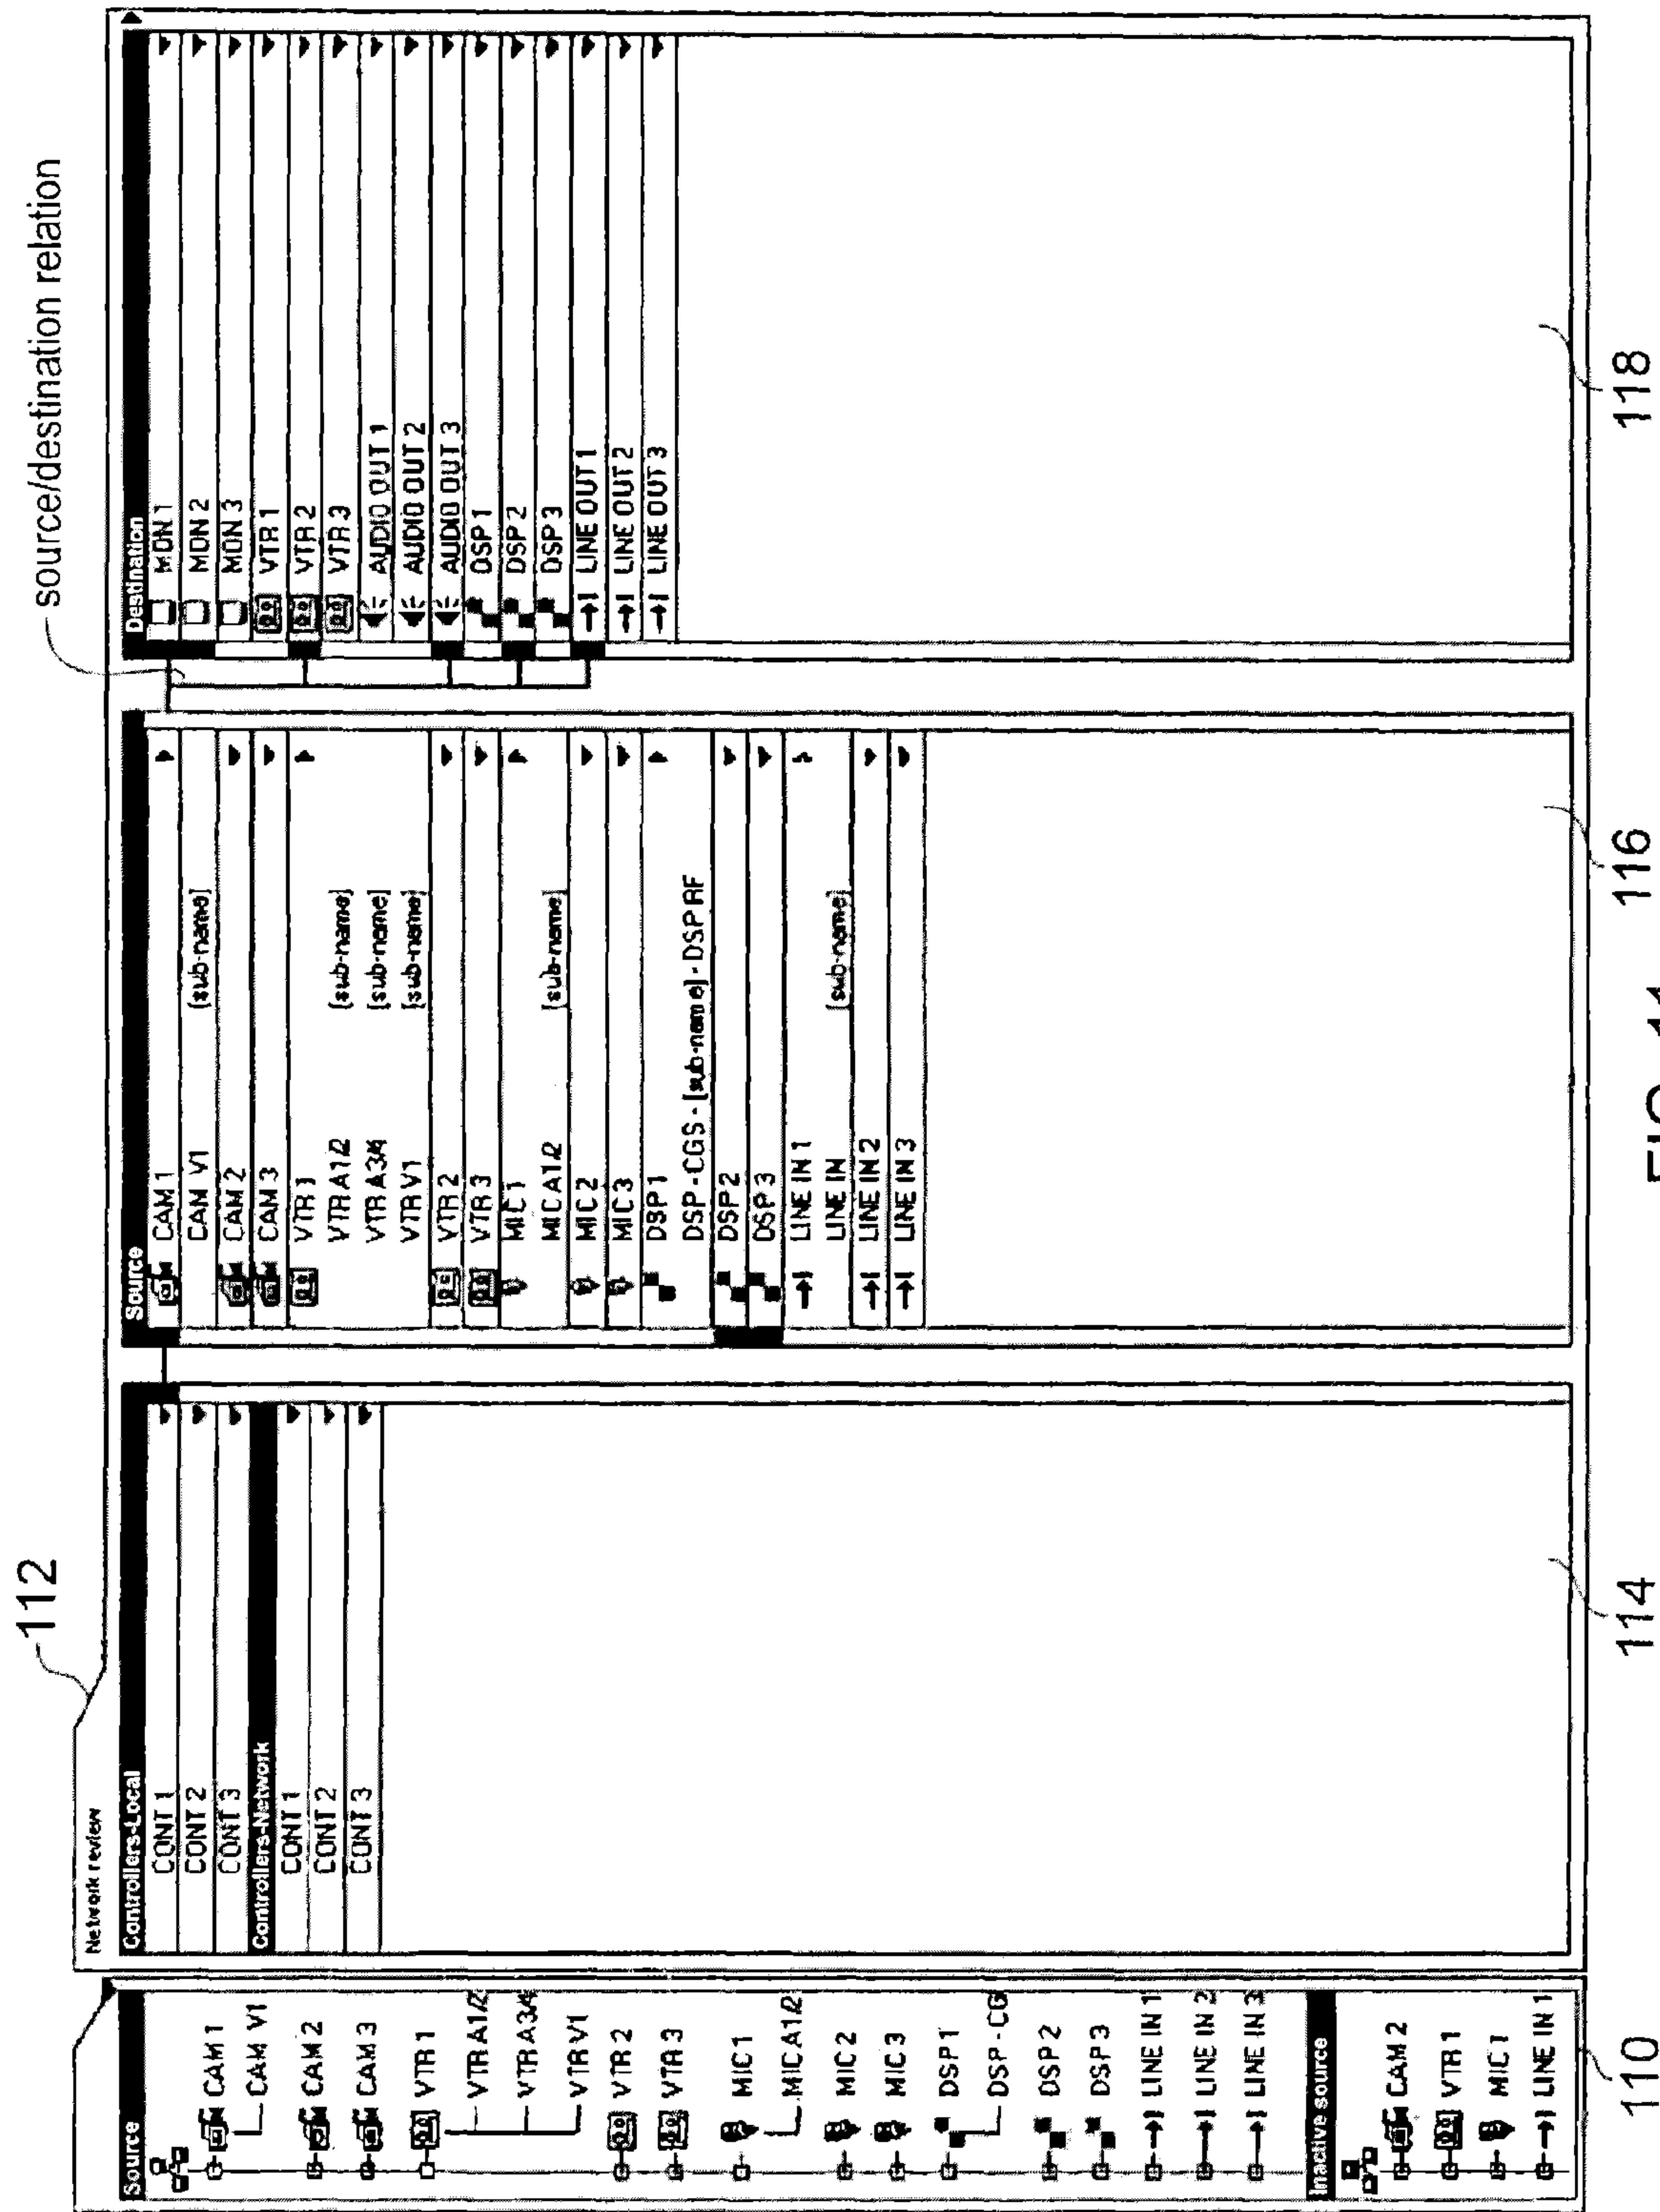 112
source/destination relation
Network review
Source
CAM 1
CAM V1
CAM 2
CAM 3
VTR 1
VTR A1/2
VTR A3/4
VTR V1
VTR 2
VTR 3
MIC 1
MIC A1/2
MIC 2
MIC 3
DSP 1
DSP - CG
DSP 2
DSP 3
LINE IN 1
LINE IN 2
LINE IN 3
Inactive source
CAM 2
VTR 1
MIC 1
LINE IN 1
110
Controllers-Local
CONT 1
CONT 2
CONT 3
Controllers-Network
CONT 1
CONT 2
CONT 3
114
Source
CAM 1
CAM V1 [sub-name]
CAM 2
CAM 3
VTR 1
VTR A1/2 [sub-name]
VTR A3/4 [sub-name]
VTR V1 [sub-name]
VTR 2
VTR 3
MIC 1
MIC A1/2 [sub-name]
MIC 2
MIC 3
DSP 1
DSP - CGS - [sub-name] - DSP RF
DSP 2
DSP 3
LINE IN 1
LINE IN [sub-name]
LINE IN 2
LINE IN 3
116
Destination
MON 1
MON 2
MON 3
VTR 1
VTR 2
VTR 3
AUDIO OUT 1
AUDIO OUT 2
AUDIO OUT 3
DSP 1
DSP 2
DSP 3
LINE OUT 1
LINE OUT 2
LINE OUT 3
118